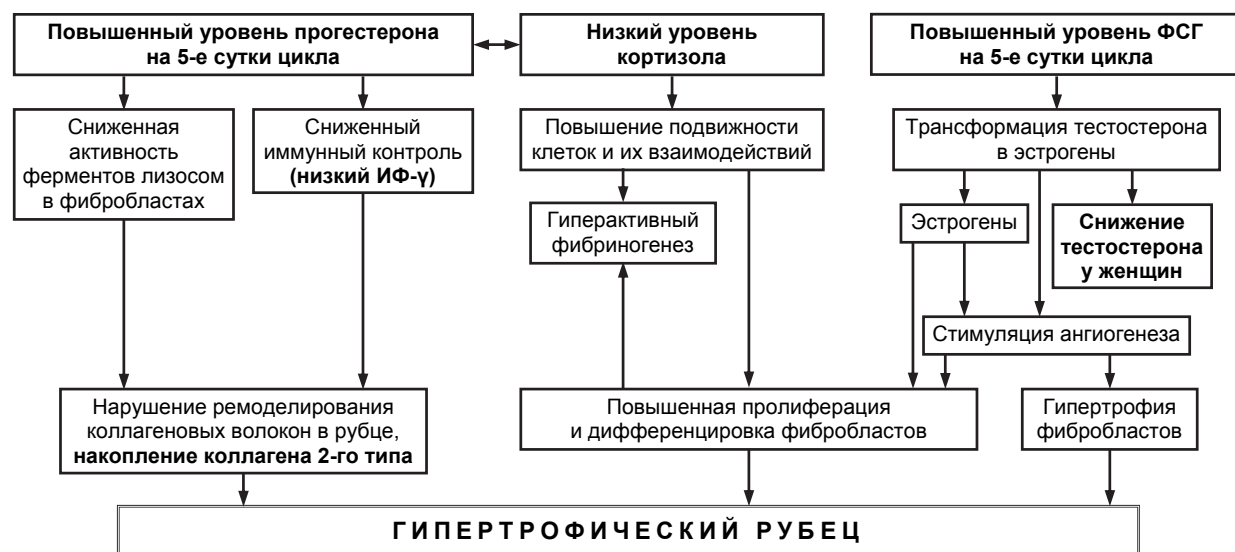 Повышенный уровень прогестерона
на 5-е сутки цикла
Низкий уровень
кортизола
Повышенный уровень ФСГ
на 5-е сутки цикла
Сниженная
активность
ферментов лизосом
в фибробластах
Сниженный
иммунный контроль
(низкий ИФ-γ)
Повышение подвижности
клеток и их взаимодействий
Трансформация тестостерона
в эстрогены
Гиперактивный
фибриногенез
Эстрогены
Снижение
тестостерона
у женщин
Стимуляция ангиогенеза
Нарушение ремоделирования
коллагеновых волокон в рубце,
накопление коллагена 2-го типа
Повышенная пролиферация
и дифференцировка фибробластов
Гипертрофия
фибробластов
ГИПЕРТРОФИЧЕСКИЙ РУБЕЦ